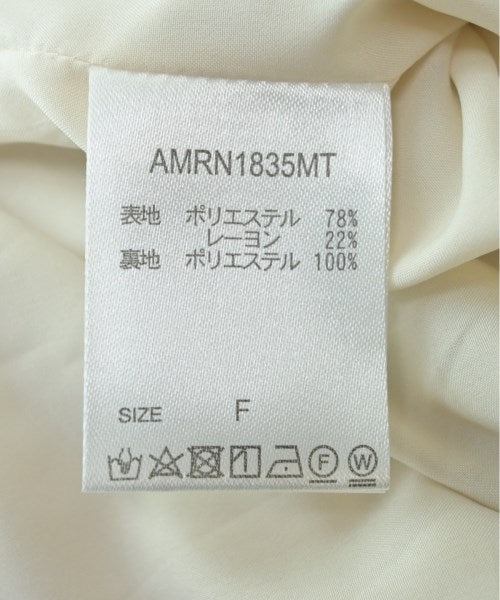 AMRN1835MT
表地 ポリエステル 78%
レーヨン 22%
裏地 ポリエステル 100%
SIZE F
F W